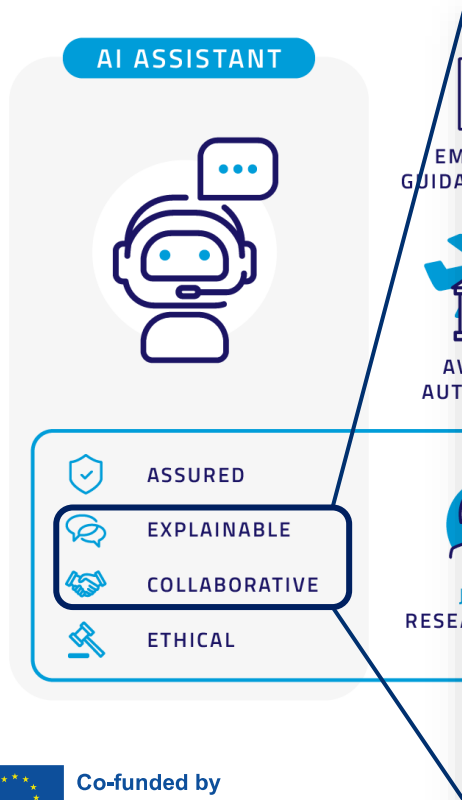 AI ASSISTANT
ASSURED
EXPLAINABLE
COLLABORATIVE
ETHICAL
Co-funded by